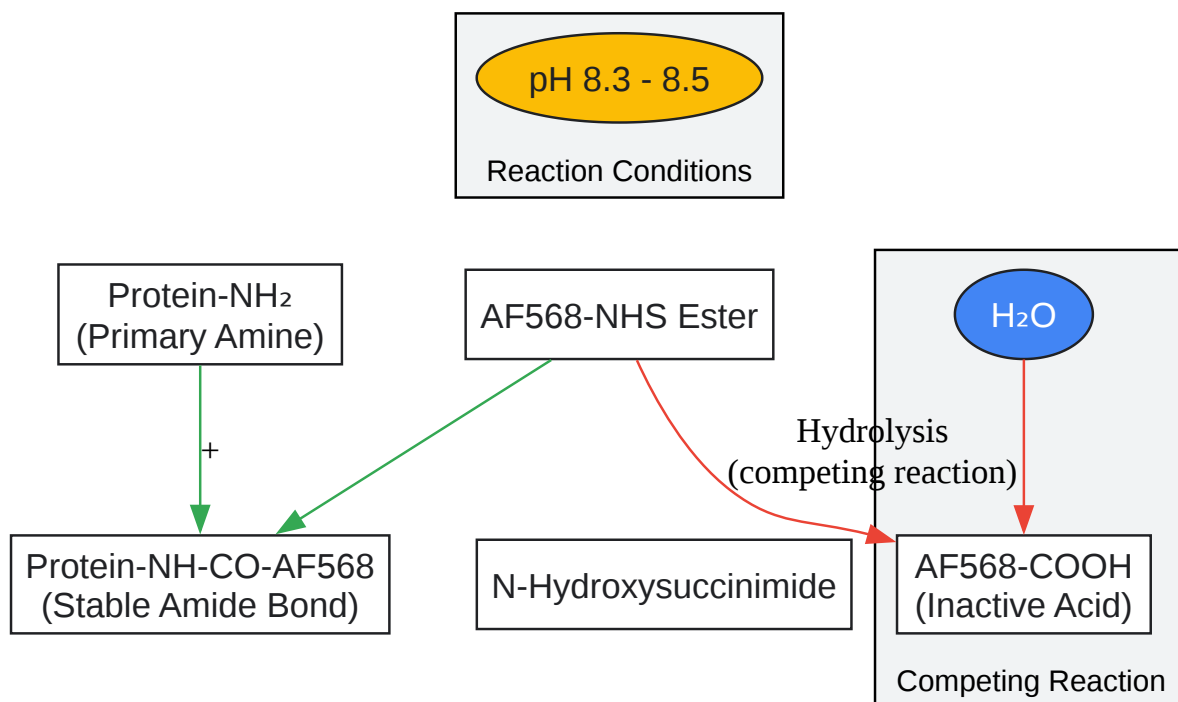 pH 8.3 - 8.5
Reaction Conditions
Protein-NH₂
(Primary Amine)
AF568-NHS Ester
H₂O
+
Hydrolysis
(competing reaction)
Protein-NH-CO-AF568
(Stable Amide Bond)
N-Hydroxysuccinimide
AF568-COOH
(Inactive Acid)
Competing Reaction